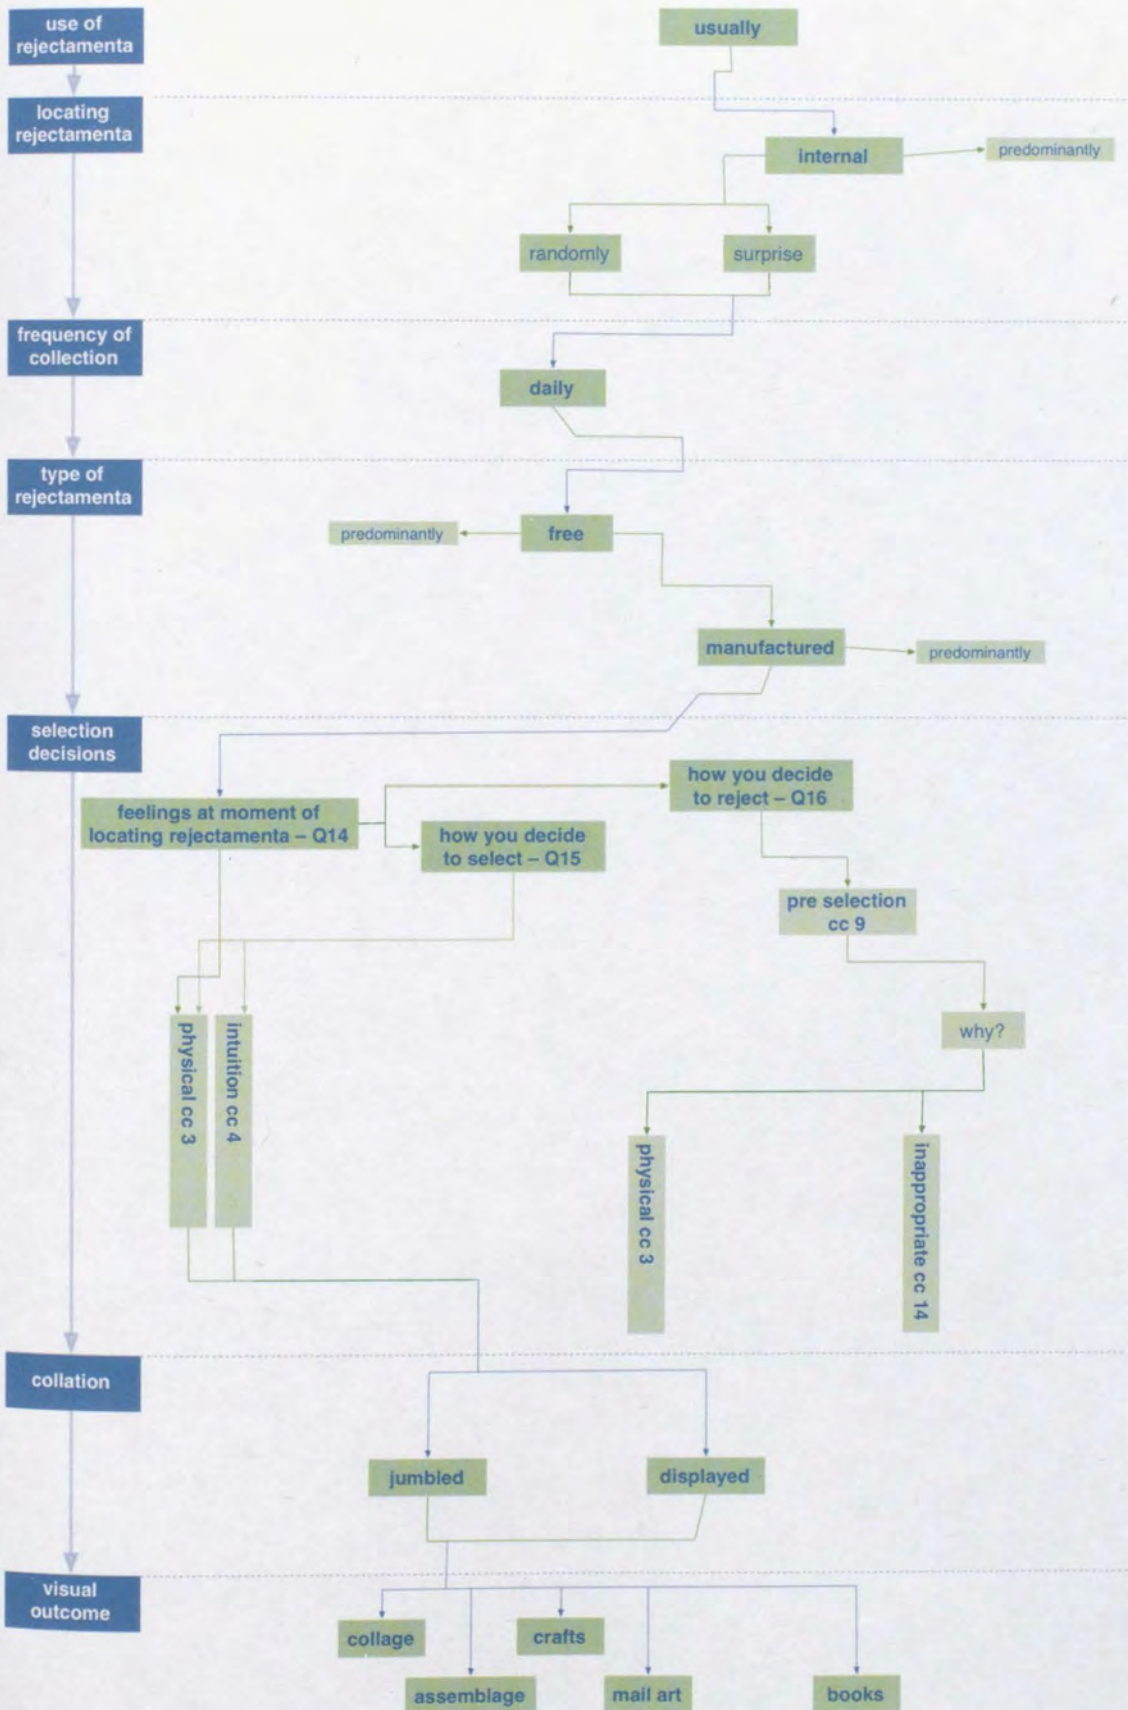 use of
rejectamenta
usually
locating
rejectamenta
internal
predominantly
randomly
surprise
frequency of
collection
daily
type of
rejectamenta
predominantly
free
manufactured
predominantly
selection
decisions
how you decide
to reject – Q16
feelings at moment of
locating rejectamenta – Q14
how you decide
to select – Q15
pre selection
cc 9
why?
physical cc 3
intuition cc 4
physical cc 3
inappropriate cc 14
collation
jumbled
displayed
visual
outcome
collage
crafts
assemblage
mail art
books